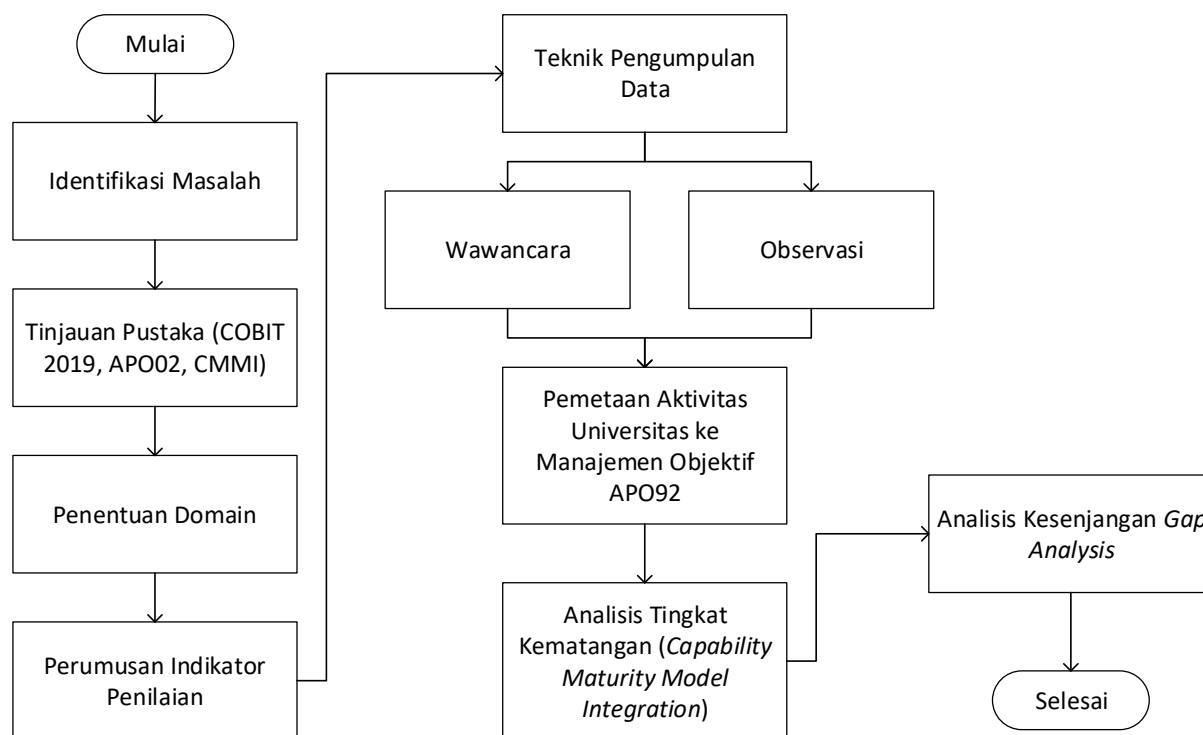 Mulai
Identifikasi Masalah
Tinjauan Pustaka (COBIT
2019, APO02, CMMI)
Penentuan Domain
Perumusan Indikator
Penilaian
Teknik Pengumpulan
Data
Wawancara
Observasi
Pemetaan Aktivitas
Universitas ke
Manajemen Objektif
APO92
Analisis Tingkat
Kematangan (Capability
Maturity Model
Integration)
Analisis Kesenjangan Gap
Analysis
Selesai